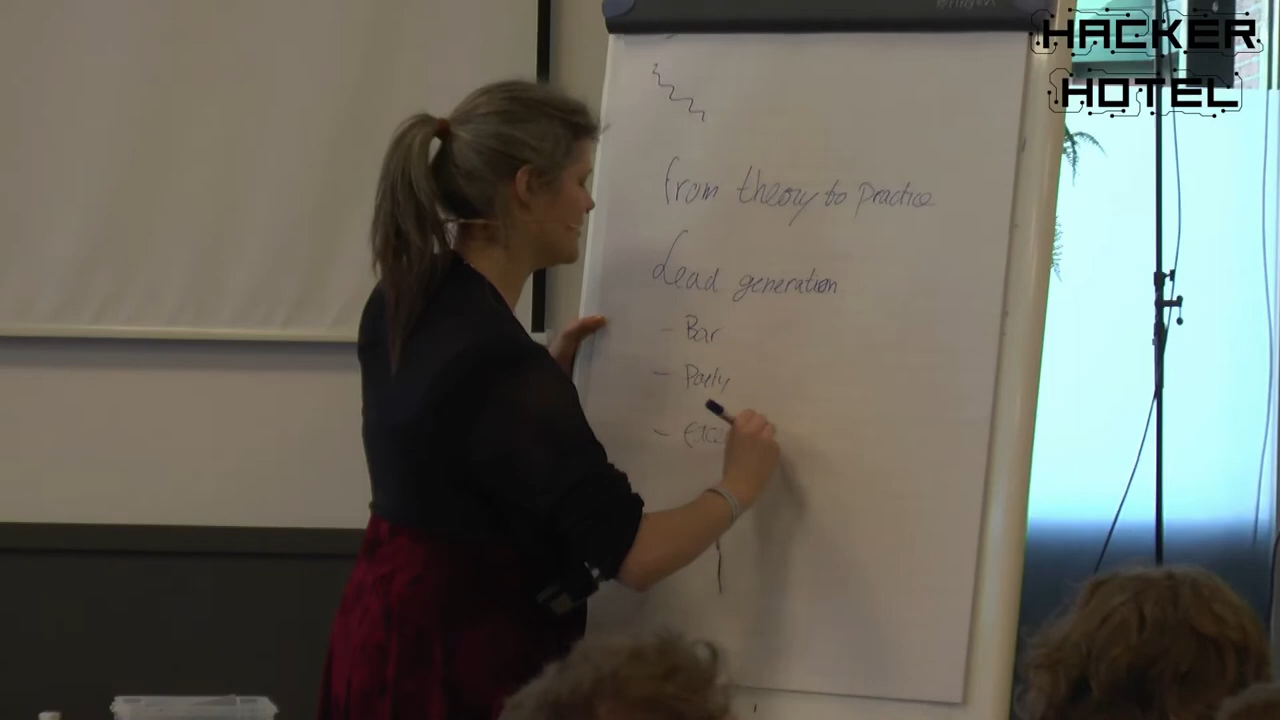 HACKER
HOTEL
from theory to practice
Lead generation
- Bar
- Party
-